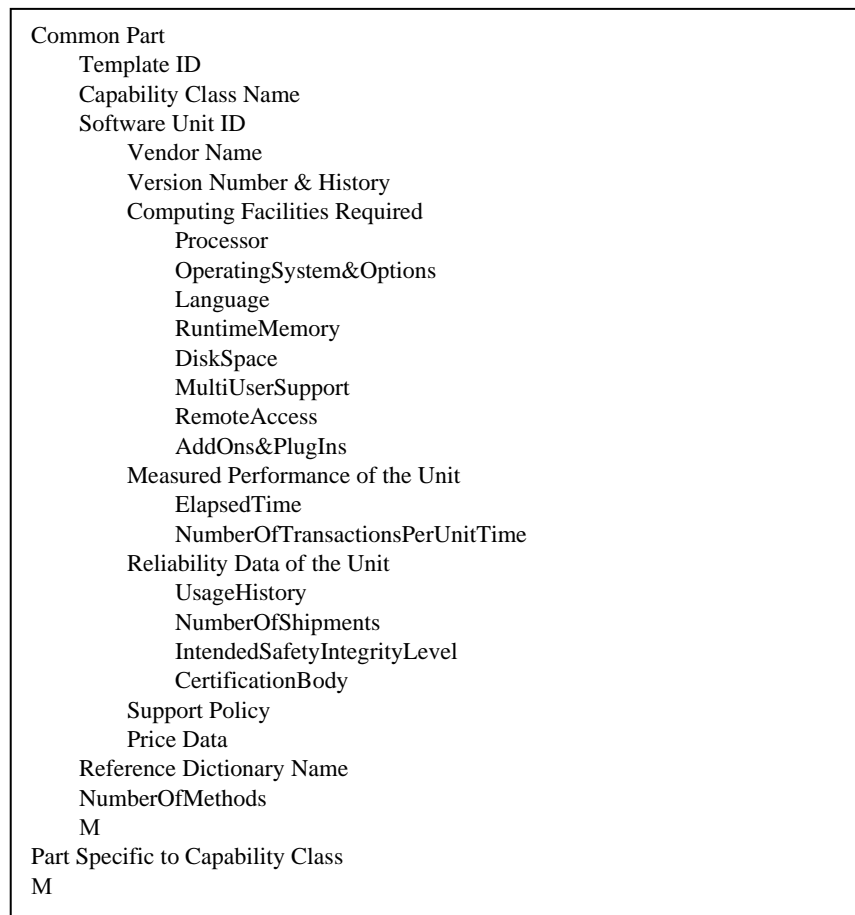 Common Part
Template ID
Capability Class Name
Software Unit ID
Vendor Name
Version Number & History
Computing Facilities Required
Processor
OperatingSystem&Options
Language
RuntimeMemory
DiskSpace
MultiUserSupport
RemoteAccess
AddOns&PlugIns
Measured Performance of the Unit
ElapsedTime
NumberOfTransactionsPerUnitTime
Reliability Data of the Unit
UsageHistory
NumberOfShipments
IntendedSafetyIntegrityLevel
CertificationBody
Support Policy
Price Data
Reference Dictionary Name
NumberOfMethods
M
Part Specific to Capability Class
M